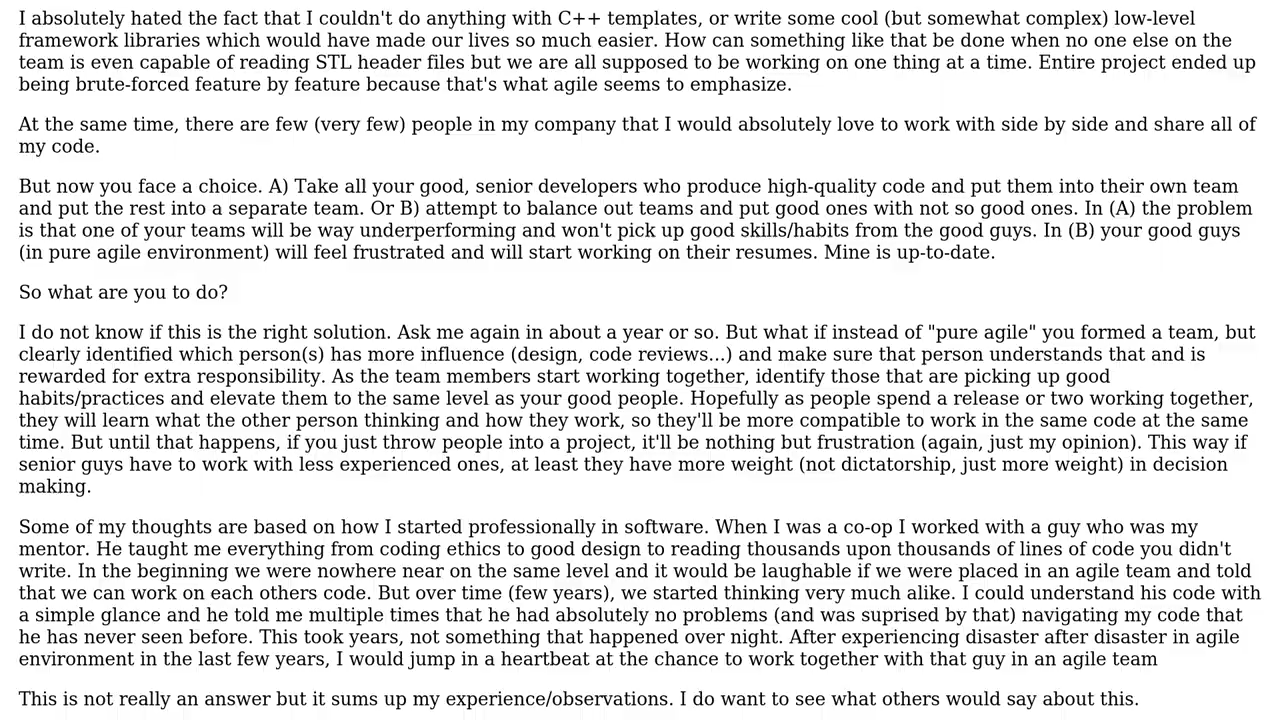 I absolutely hated the fact that I couldn't do anything with C++ templates, or write some cool (but somewhat complex) low-level
framework libraries which would have made our lives so much easier. How can something like that be done when no one else on the
team is even capable of reading STL header files but we are all supposed to be working on one thing at a time. Entire project ended up
being brute-forced feature by feature because that's what agile seems to emphasize.
At the same time, there are few (very few) people in my company that I would absolutely love to work with side by side and share all of
my code.
But now you face a choice. A) Take all your good, senior developers who produce high-quality code and put them into their own team
and put the rest into a separate team. Or B) attempt to balance out teams and put good ones with not so good ones. In (A) the problem
is that one of your teams will be way underperforming and won't pick up good skills/habits from the good guys. In (B) your good guys
(in pure agile environment) will feel frustrated and will start working on their resumes. Mine is up-to-date.
So what are you to do?
I do not know if this is the right solution. Ask me again in about a year or so. But what if instead of "pure agile" you formed a team, but
clearly identified which person(s) has more influence (design, code reviews...) and make sure that person understands that and is
rewarded for extra responsibility. As the team members start working together, identify those that are picking up good
habits/practices and elevate them to the same level as your good people. Hopefully as people spend a release or two working together,
they will learn what the other person thinking and how they work, so they'll be more compatible to work in the same code at the same
time. But until that happens, if you just throw people into a project, it'll be nothing but frustration (again, just my opinion). This way if
senior guys have to work with less experienced ones, at least they have more weight (not dictatorship, just more weight) in decision
making.
Some of my thoughts are based on how I started professionally in software. When I was a co-op I worked with a guy who was my
mentor. He taught me everything from coding ethics to good design to reading thousands upon thousands of lines of code you didn't
write. In the beginning we were nowhere near on the same level and it would be laughable if we were placed in an agile team and told
that we can work on each others code. But over time (few years), we started thinking very much alike. I could understand his code with
a simple glance and he told me multiple times that he had absolutely no problems (and was suprised by that) navigating my code that
he has never seen before. This took years, not something that happened over night. After experiencing disaster after disaster in agile
environment in the last few years, I would jump in a heartbeat at the chance to work together with that guy in an agile team
This is not really an answer but it sums up my experience/observations. I do want to see what others would say about this.